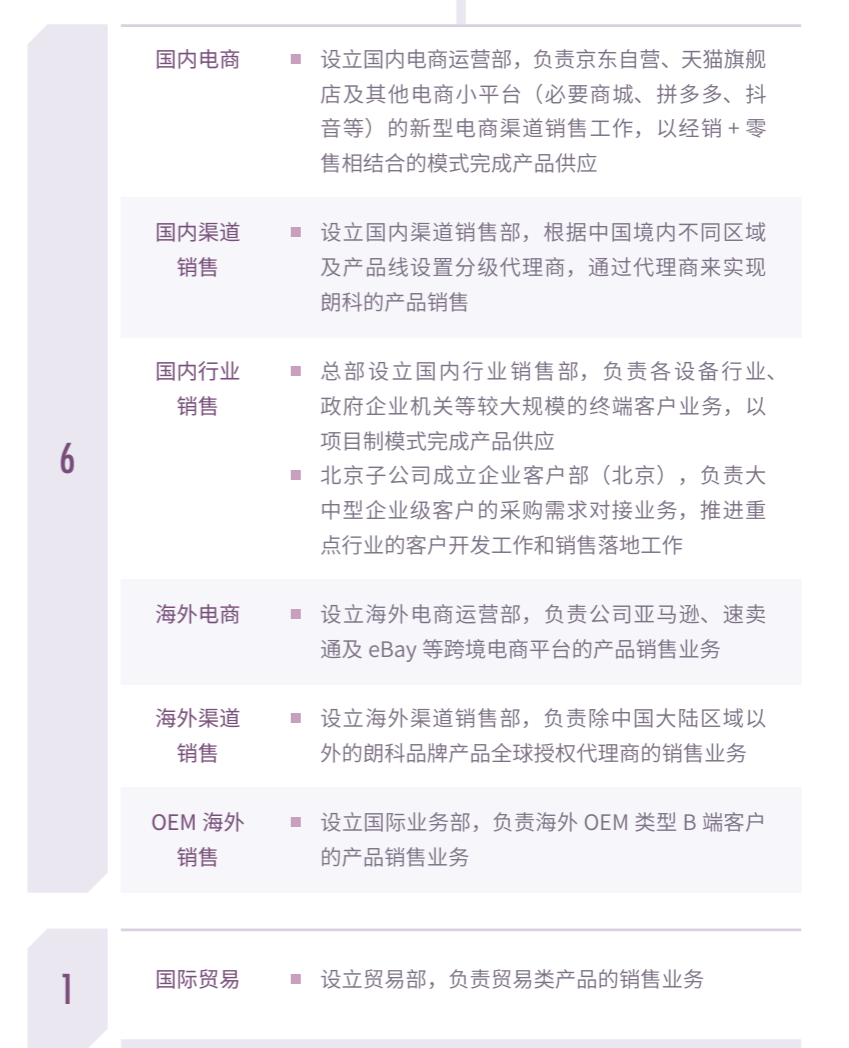 国内电商
设立国内电商运营部，负责京东自营、天猫旗舰
店及其他电商小平台（必要商城、拼多多、抖
音等）的新型电商渠道销售工作，以经销 + 零
售相结合的模式完成产品供应
国内渠道
销售
设立国内渠道销售部，根据中国境内不同区域
及产品线设置分级代理商，通过代理商来实现
朗科的产品销售
6
国内行业
销售
总部设立国内行业销售部，负责各设备行业、
政府企业机关等较大规模的终端客户业务，以
项目制模式完成产品供应
北京子公司成立企业客户部（北京），负责大
中型企业级客户的采购需求对接业务，推进重
点行业的客户开发工作和销售落地工作
海外电商
设立海外电商运营部，负责公司亚马逊、速卖
通及 eBay 等跨境电商平台的产品销售业务
海外渠道
销售
设立海外渠道销售部，负责除中国大陆区域以
外的朗科品牌产品全球授权代理商的销售业务
OEM 海外
销售
设立国际业务部，负责海外 OEM 类型 B 端客户
的产品销售业务
1
国际贸易
设立贸易部，负责贸易类产品的销售业务